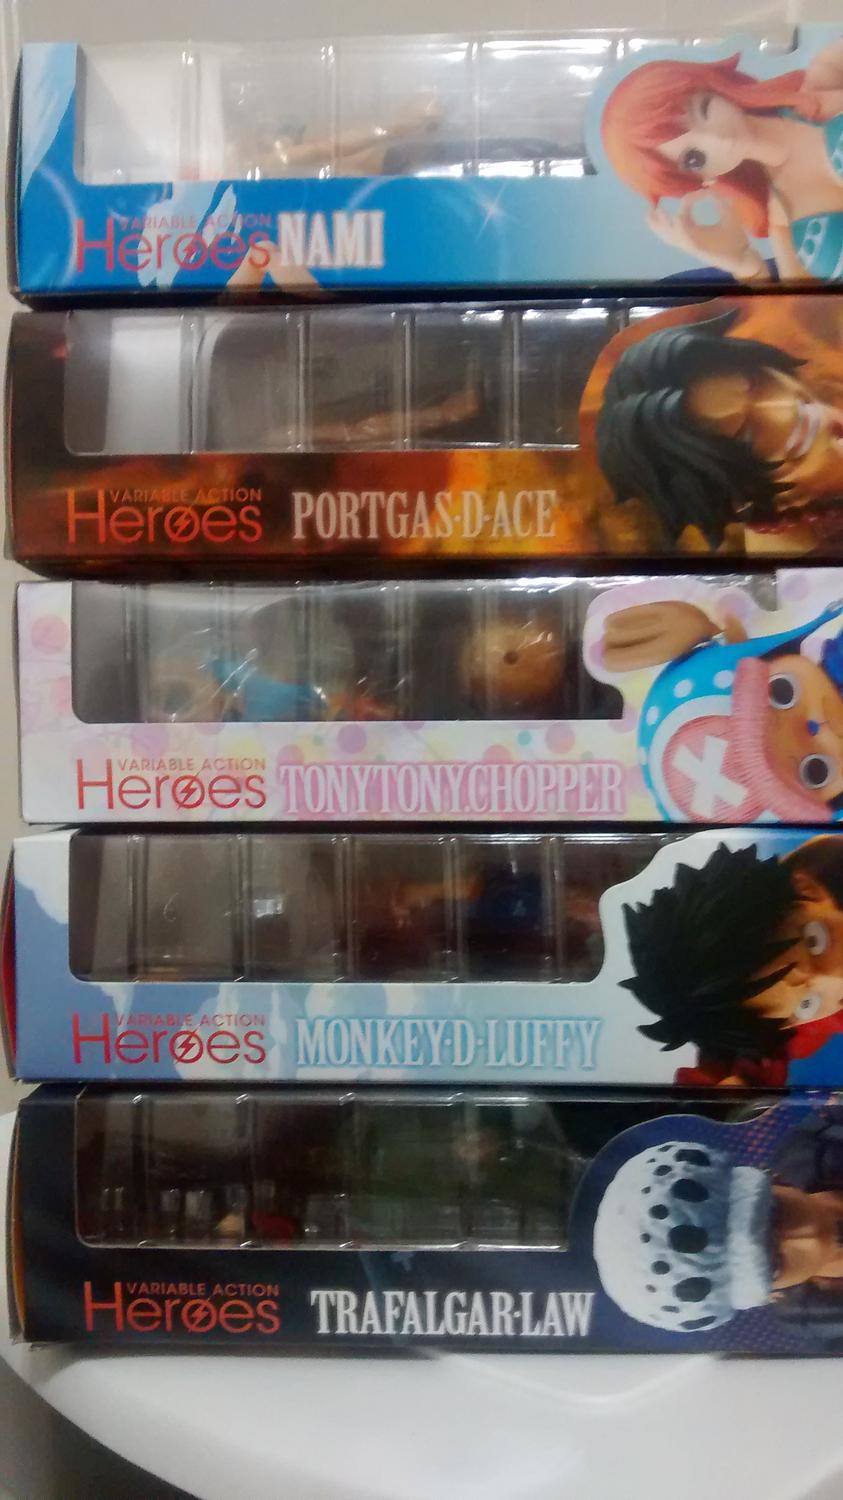 VARIABLE ACTION
Heroes NAMI
VARIABLE ACTION
Heroes PORTGAS·D·ACE
VARIABLE ACTION
Heroes TONYTONY.CHOPPER
VARIABLE ACTION
Heroes MONKEY·D·LUFFY
VARIABLE ACTION
Heroes TRAFALGAR·LAW